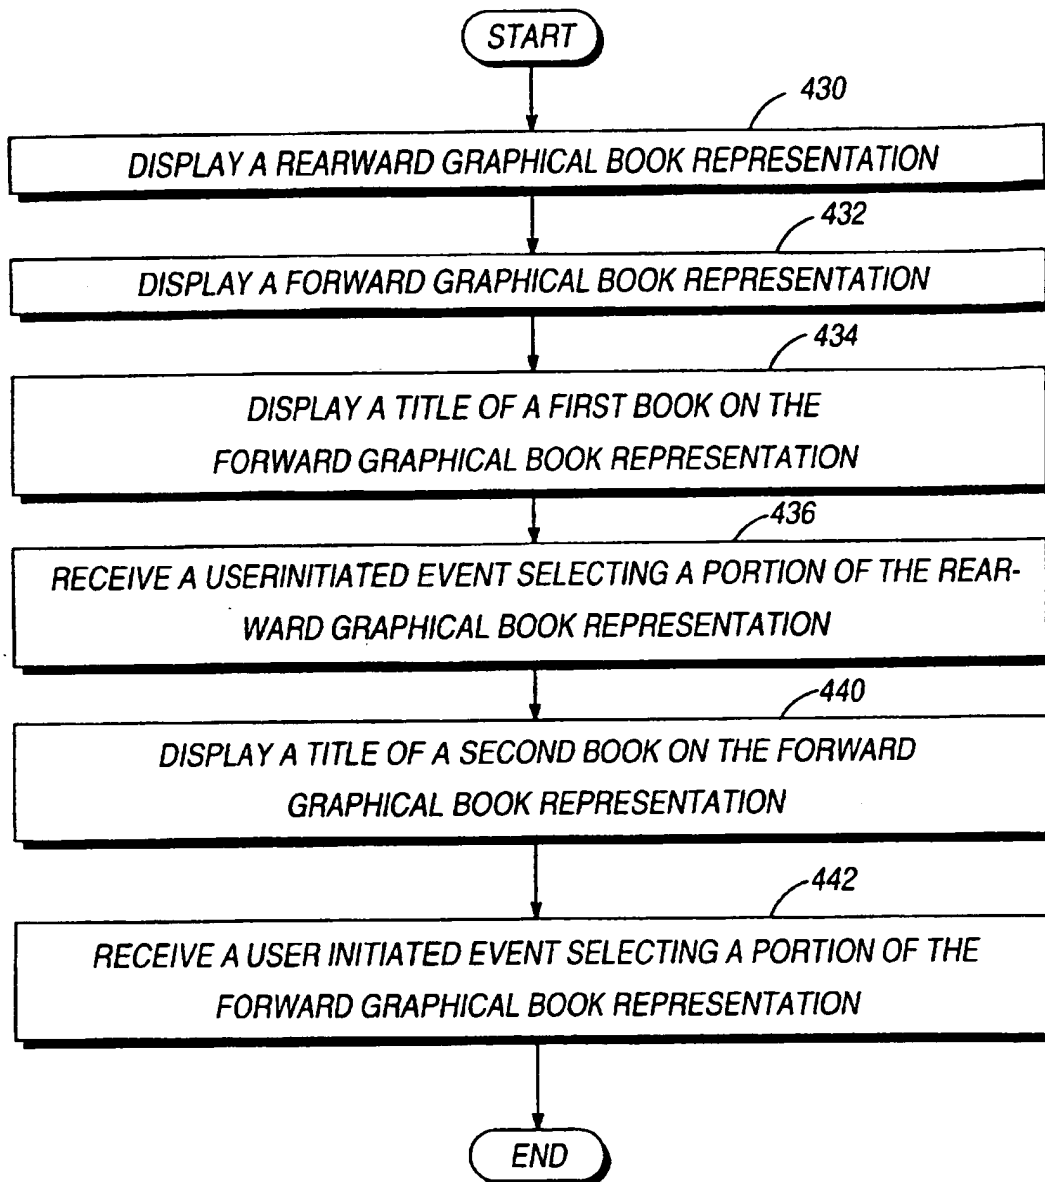 START
430
DISPLAY A REARWARD GRAPHICAL BOOK REPRESENTATION
432
DISPLAY A FORWARD GRAPHICAL BOOK REPRESENTATION
434
DISPLAY A TITLE OF A FIRST BOOK ON THE
FORWARD GRAPHICAL BOOK REPRESENTATION
436
RECEIVE A USERINITIATED EVENT SELECTING A PORTION OF THE REAR-
WARD GRAPHICAL BOOK REPRESENTATION
440
DISPLAY A TITLE OF A SECOND BOOK ON THE FORWARD
GRAPHICAL BOOK REPRESENTATION
442
RECEIVE A USER INITIATED EVENT SELECTING A PORTION OF THE
FORWARD GRAPHICAL BOOK REPRESENTATION
END